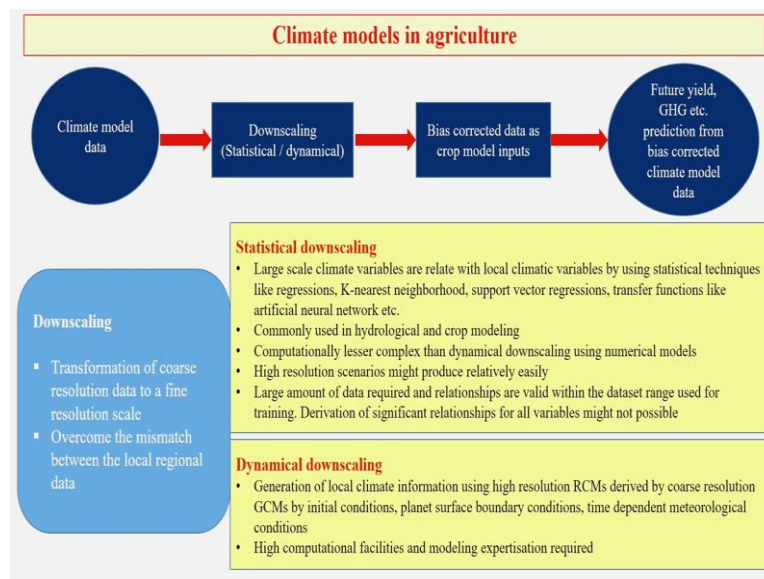 Climate models in agriculture
Climate model
data
Downscaling
(Statistical / dynamical)
Bias corrected data as
crop model inputs
Future yield,
GHG etc.
prediction from
bias corrected
climate model
data
Downscaling
▪ Transformation of coarse
resolution data to a fine
resolution scale
▪ Overcome the mismatch
between the local regional
data
Statistical downscaling
• Large scale climate variables are relate with local climatic variables by using statistical techniques
like regressions, K-nearest neighborhood, support vector regressions, transfer functions like
artificial neural network etc.
• Commonly used in hydrological and crop modeling
• Computationally lesser complex than dynamical downscaling using numerical models
• High resolution scenarios might produce relatively easily
• Large amount of data required and relationships are valid within the dataset range used for
training. Derivation of significant relationships for all variables might not possible
Dynamical downscaling
• Generation of local climate information using high resolution RCMs derived by coarse resolution
GCMs by initial conditions, planet surface boundary conditions, time dependent meteorological
conditions
• High computational facilities and modeling expertisation required